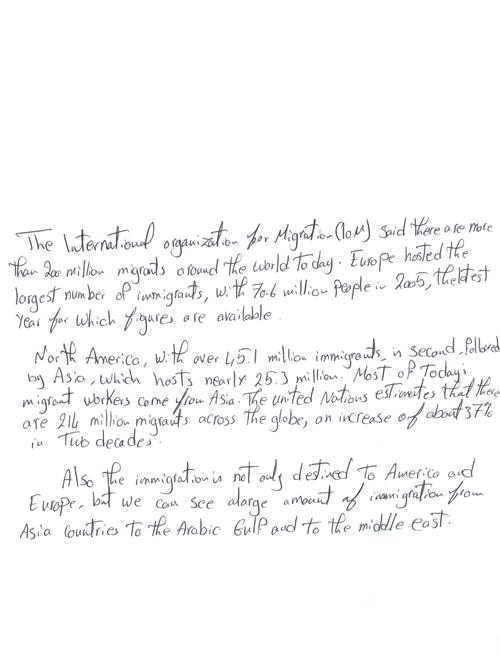 The International organization for Migration (IOM) said there are more
than 200 million migrants around the world today. Europe hosted the
largest number of immigrants, with 70.6 million People in 2005, the latest
Year for which figures are available.
North America, with over 45.1 million immigrants, is second, followed
by Asia, which hosts nearly 25.3 million. Most of Today's
migrant workers come from Asia. The united Nations estimates that there
are 214 million migrants across the globe, an increase of about 37%
in Two decades.
Also the immigration is not only destined to America and
Europe, but we can see alarge amount of immigration from
Asia Countries to the Arabic Gulf and to the middle east.